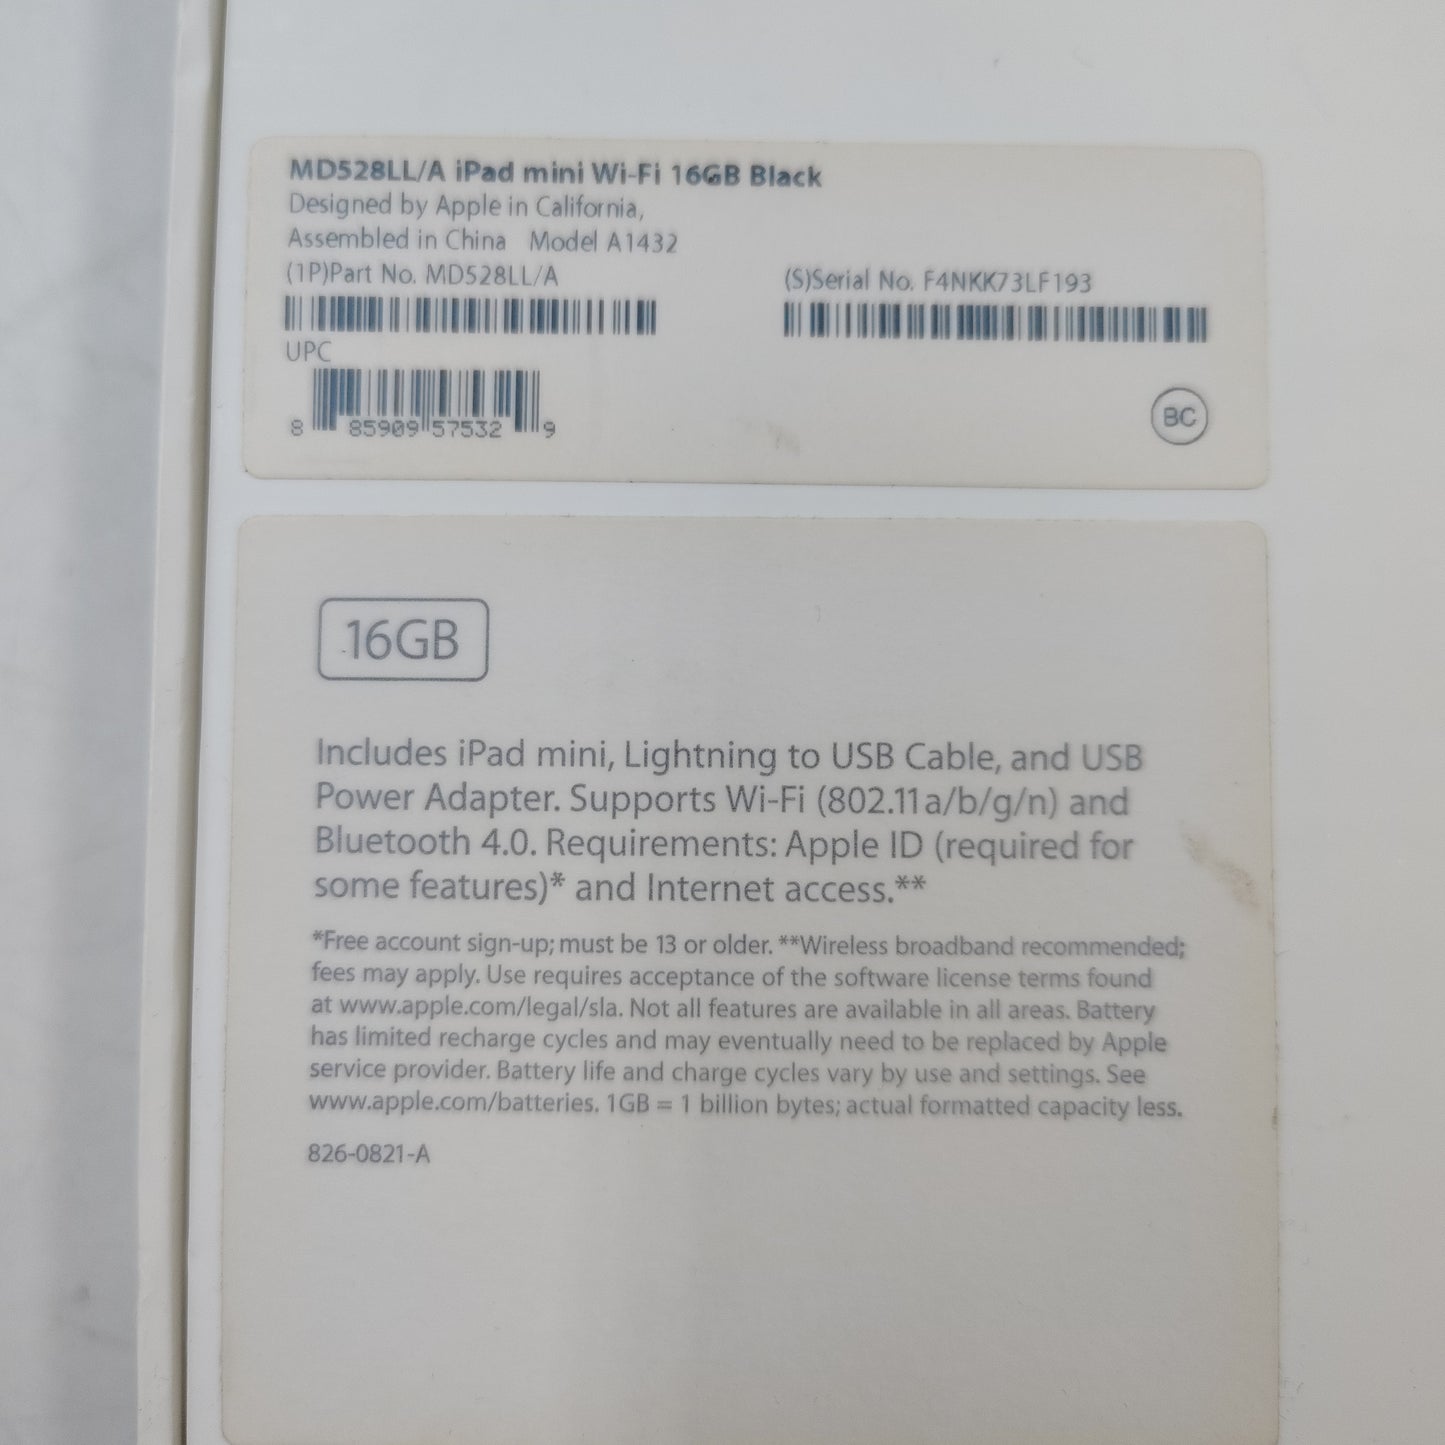 MD528LL/A iPad mini Wi-Fi 16GB Black
Designed by Apple in California,
Assembled in China Model A1432
(1P)Part No. MD528LL/A
(S)Serial No. F4NKK73LF193
UPC
8 85909 57532 9
BC
16GB
Includes iPad mini, Lightning to USB Cable, and USB
Power Adapter. Supports Wi-Fi (802.11a/b/g/n) and
Bluetooth 4.0. Requirements: Apple ID (required for
some features)* and Internet access.**
*Free account sign-up; must be 13 or older. **Wireless broadband recommended;
fees may apply. Use requires acceptance of the software license terms found
at www.apple.com/legal/sla. Not all features are available in all areas. Battery
has limited recharge cycles and may eventually need to be replaced by Apple
service provider. Battery life and charge cycles vary by use and settings. See
www.apple.com/batteries. 1GB = 1 billion bytes; actual formatted capacity less.
826-0821-A